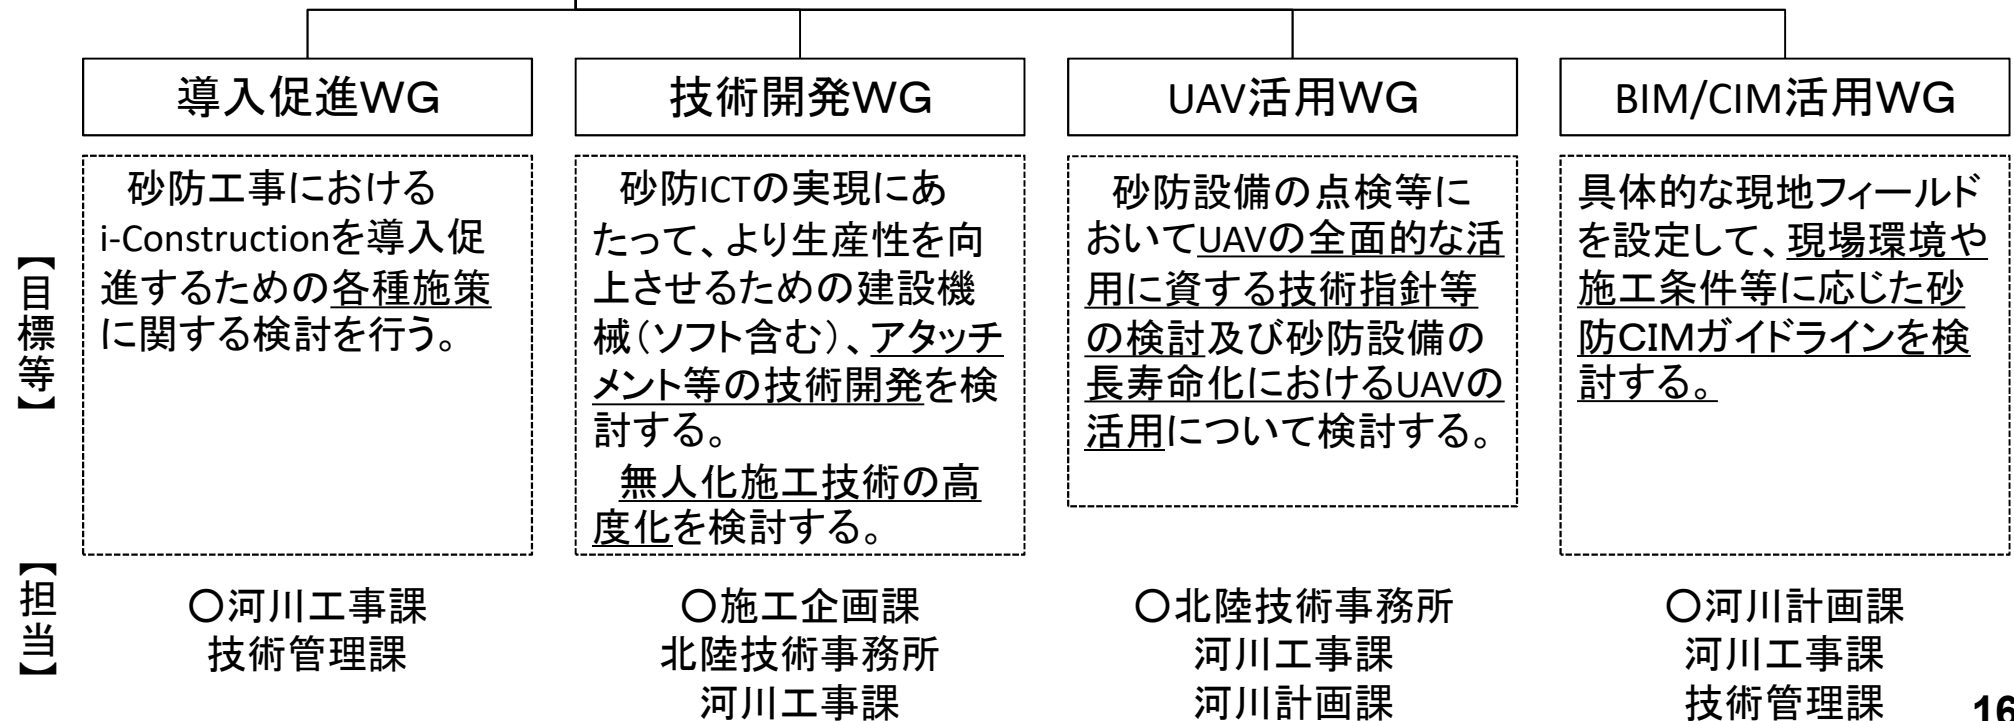 導入促進WG
技術開発WG
UAV活用WG
BIM/CIM活用WG
【目標等】
砂防工事における
i-Constructionを導入促
進するための各種施策
に関する検討を行う。
砂防ICTの実現にあ
たって、より生産性を向
上させるための建設機
械（ソフト含む）、アタッチ
メント等の技術開発を検
討する。
無人化施工技術の高
度化を検討する。
砂防設備の点検等に
おいてUAVの全面的な活
用に資する技術指針等
の検討及び砂防設備の
長寿命化におけるUAVの
活用について検討する。
具体的な現地フィールド
を設定して、現場環境や
施工条件等に応じた砂
防CIMガイドラインを検
討する。
【担当】
〇河川工事課
技術管理課
〇施工企画課
北陸技術事務所
河川工事課
〇北陸技術事務所
河川工事課
河川計画課
〇河川計画課
河川工事課
技術管理課
16